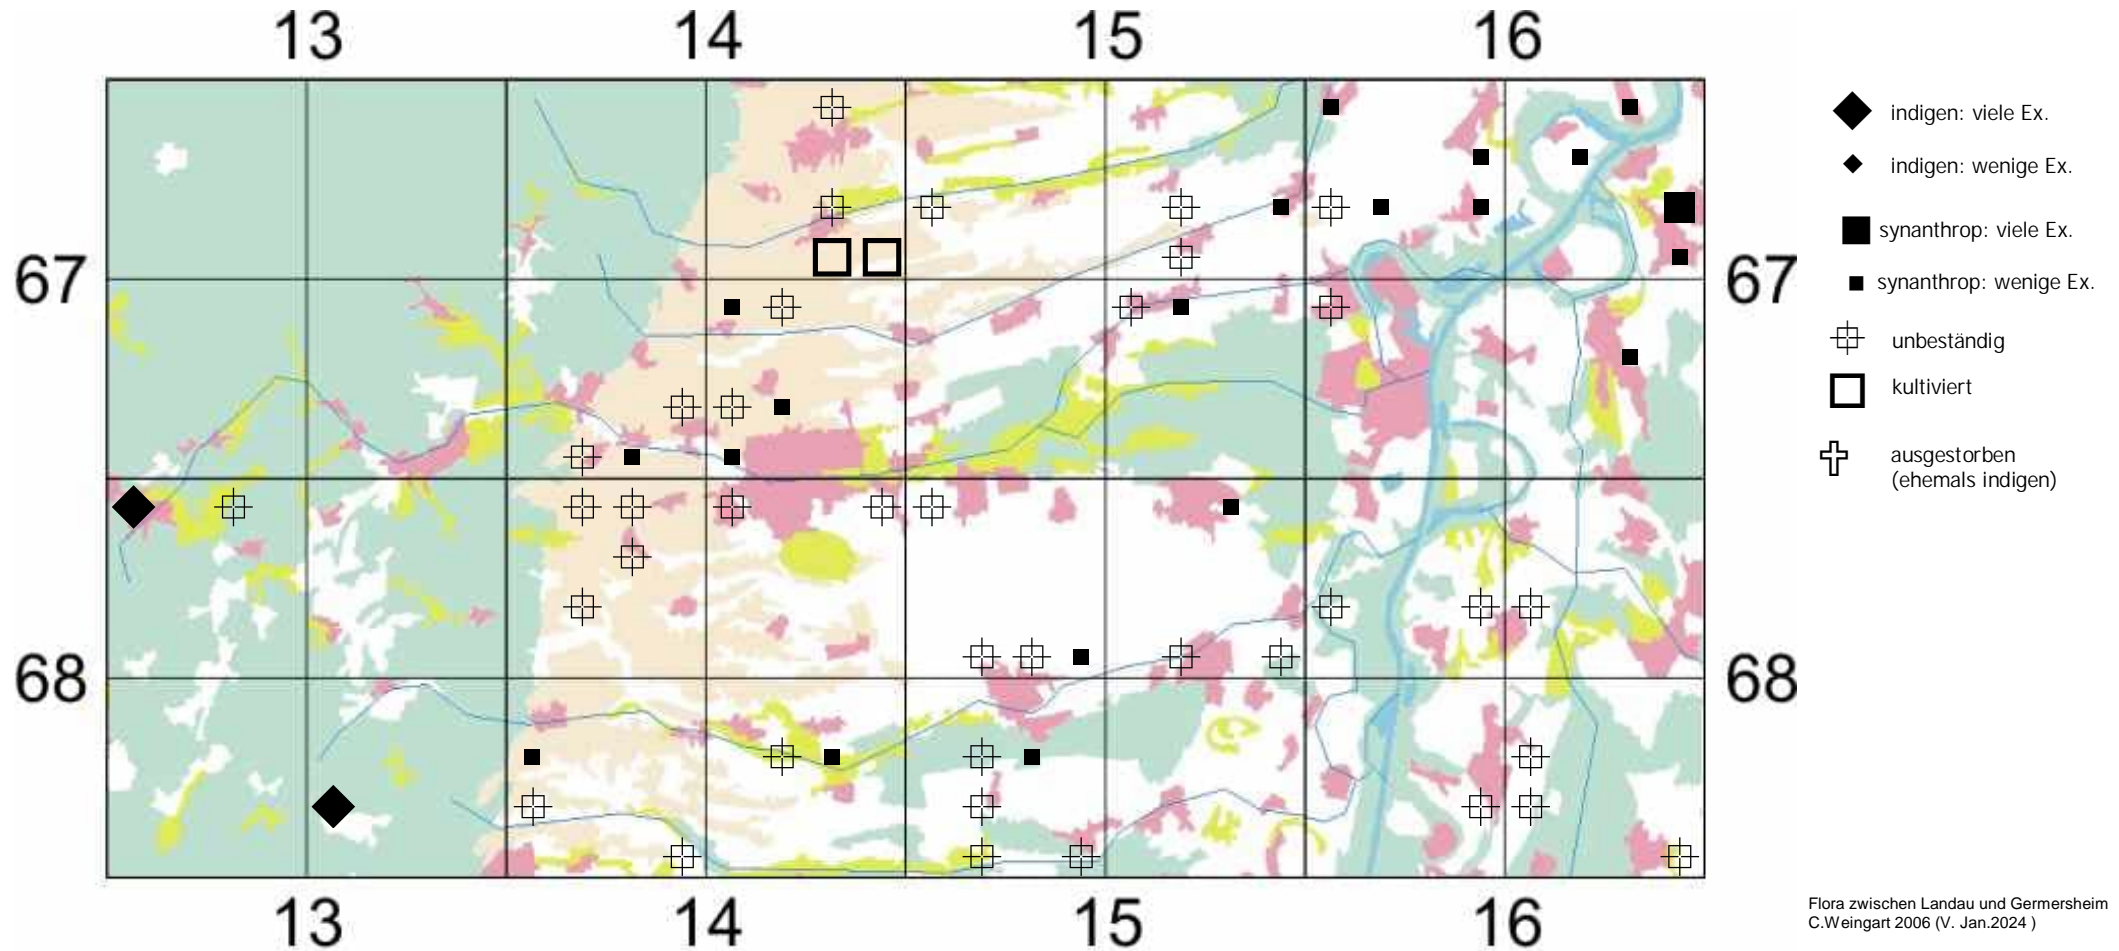 13 14 15 16
67 67
68 68
13 14 15 16
indigen: viele Ex.
indigen: wenige Ex.
synanthrop: viele Ex.
synanthrop: wenige Ex.
unbeständig
kultiviert
ausgestorben
(ehemals indigen)
Flora zwischen Landau und Germersheim
C.Weingart 2006 (V. Jan.2024 )